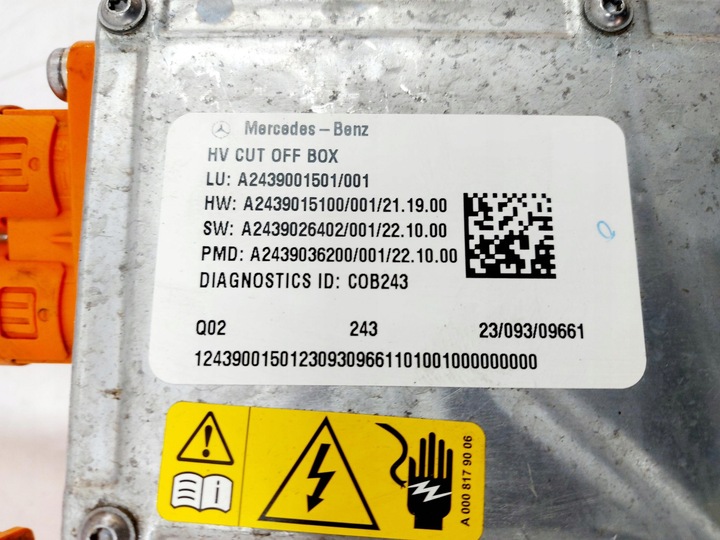 Mercedes-Benz
HV CUT OFF BOX
LU: A2439001501/001
HW: A2439015100/001/21.19.00
SW: A2439026402/001/22.10.00
PMD: A2439036200/001/22.10.00
DIAGNOSTICS ID: COB243
Q02 243 23/093/09661
12439001501230930966110100100000000
A 000 817 90 06